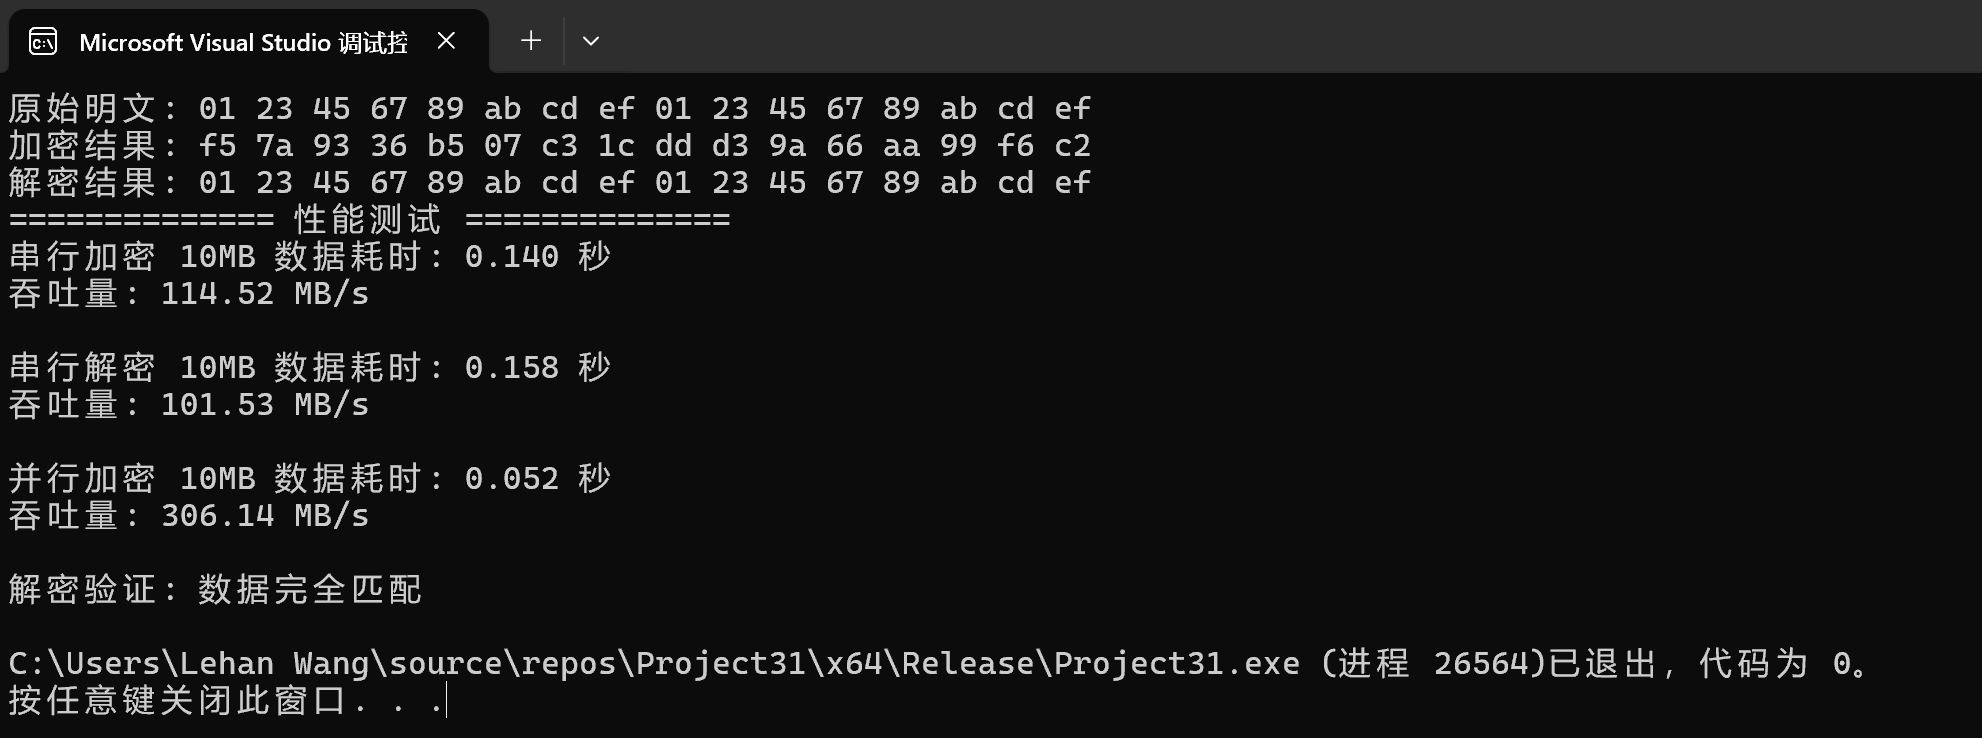 Microsoft Visual Studio 调试控
原始明文: 01 23 45 67 89 ab cd ef 01 23 45 67 89 ab cd ef
加密结果: f5 7a 93 36 b5 07 c3 1c dd d3 9a 66 aa 99 f6 c2
解密结果: 01 23 45 67 89 ab cd ef 01 23 45 67 89 ab cd ef
============== 性能测试 ==============
串行加密 10MB 数据耗时: 0.140 秒
吞吐量: 114.52 MB/s
串行解密 10MB 数据耗时: 0.158 秒
吞吐量: 101.53 MB/s
并行加密 10MB 数据耗时: 0.052 秒
吞吐量: 306.14 MB/s
解密验证: 数据完全匹配
C:\Users\Lehan Wang\source\repos\Project31\x64\Release\Project31.exe (进程 26564)已退出，代码为 0。
按任意键关闭此窗口. . .